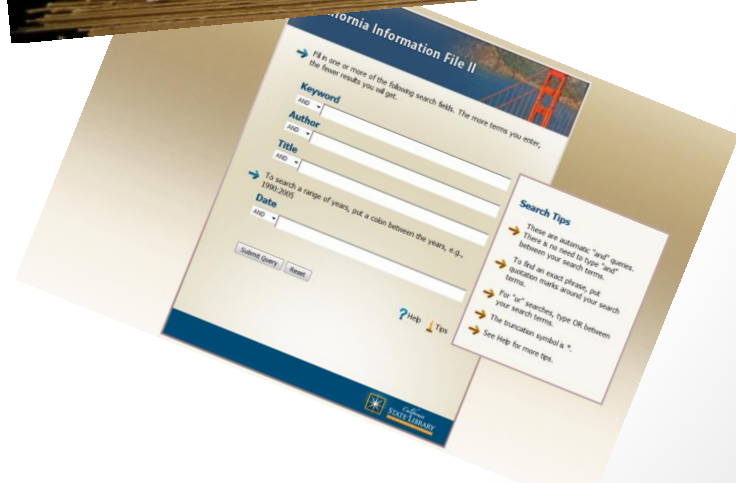 ornia Information File II
Fill in one or more of the following search fields. The more terms you enter,
the fewer results you will get.
Keyword
AND
Author
AND
Title
AND
To search a range of years, put a colon between the years, e.g.,
1990:2005
Date
AND
Submit Query Reset
Help Tips
California
STATE LIBRARY
Search Tips
These are automatic "and" queries.
There is no need to type "and"
between your search terms.
To find an exact phrase, put
quotation marks around your search
terms.
For "or" searches, type OR between
your search terms.
The truncation symbol is *.
See Help for more tips.